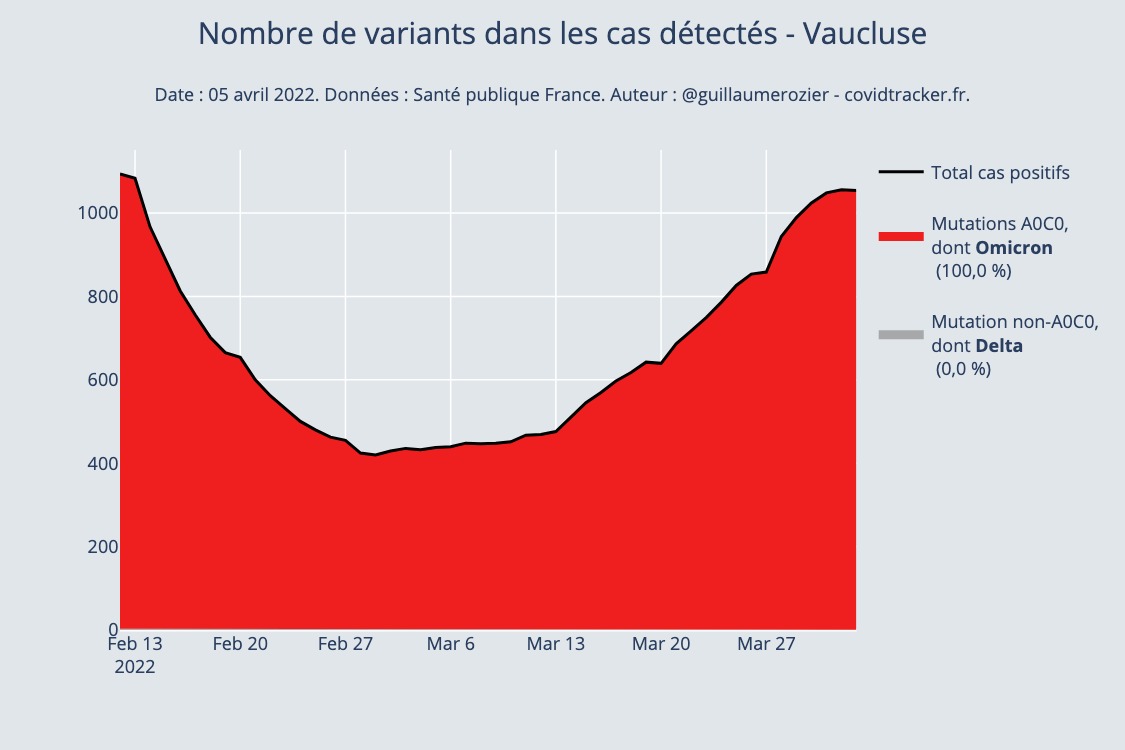 Nombre de variants dans les cas détectés - Vaucluse
Date : 05 avril 2022. Données : Santé publique France. Auteur : @guillaumerozier - covidtracker.fr.
Total cas positifs
Mutations A0C0,
dont Omicron
(100,0 %)
Mutation non-A0C0,
dont Delta
(0,0 %)
1000
800
600
400
200
0
Feb 13 Feb 20 Feb 27 Mar 6 Mar 13 Mar 20 Mar 27
2022